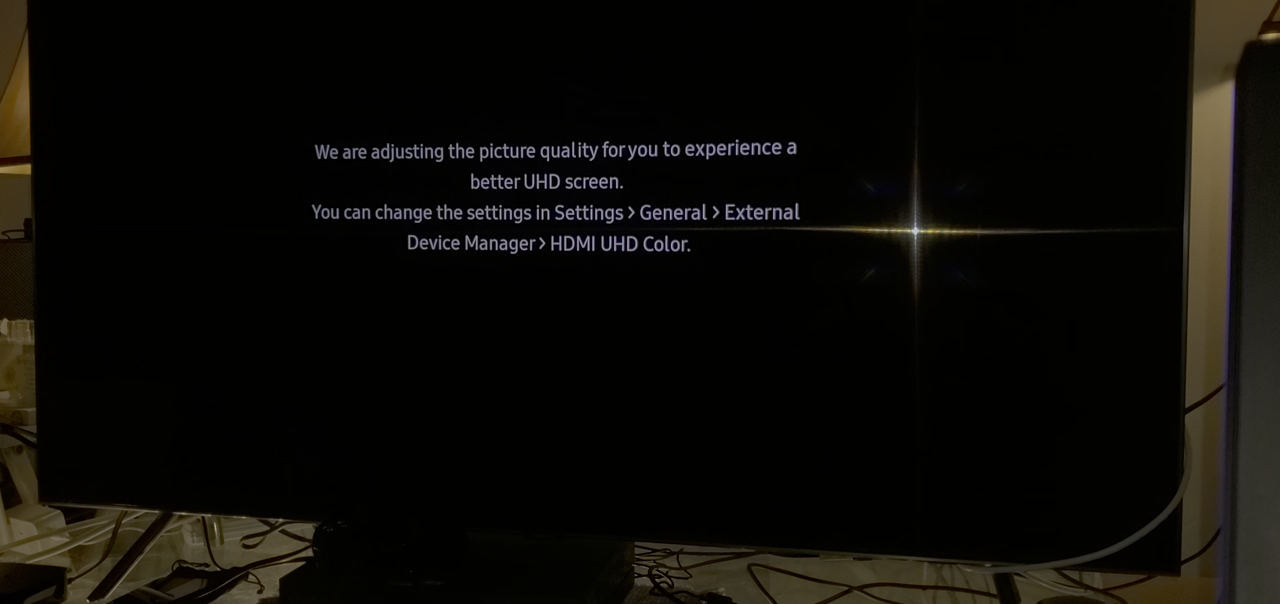 We are adjusting the picture quality for you to experience a
better UHD screen.
You can change the settings in Settings > General > External
Device Manager > HDMI UHD Color.